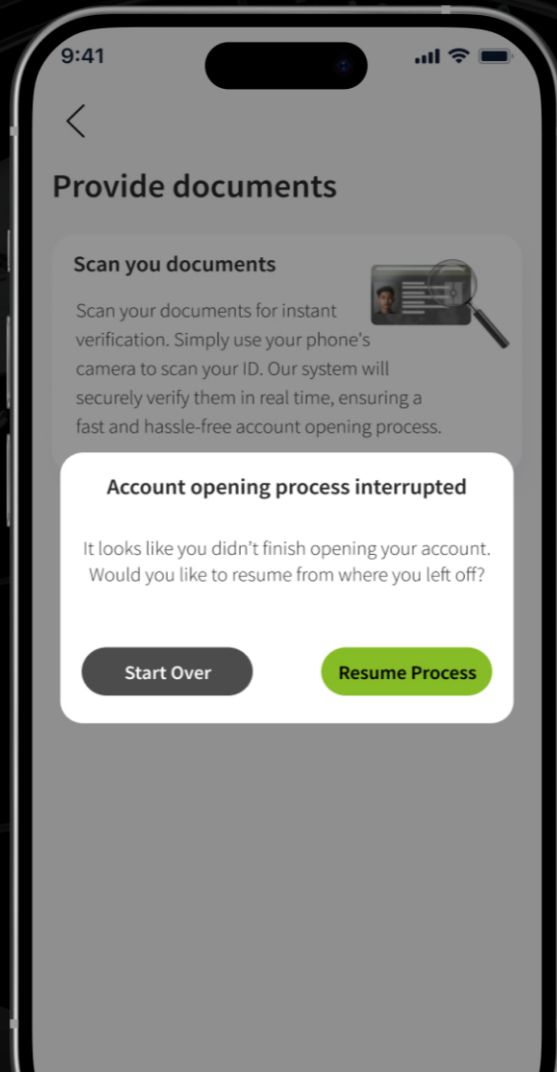 9:41
Provide documents
Scan you documents
Scan your documents for instant
verification. Simply use your phone's
camera to scan your ID. Our system will
securely verify them in real time, ensuring a
fast and hassle-free account opening process.
Account opening process interrupted
It looks like you didn't finish opening your account.
Would you like to resume from where you left off?
Start Over
Resume Process